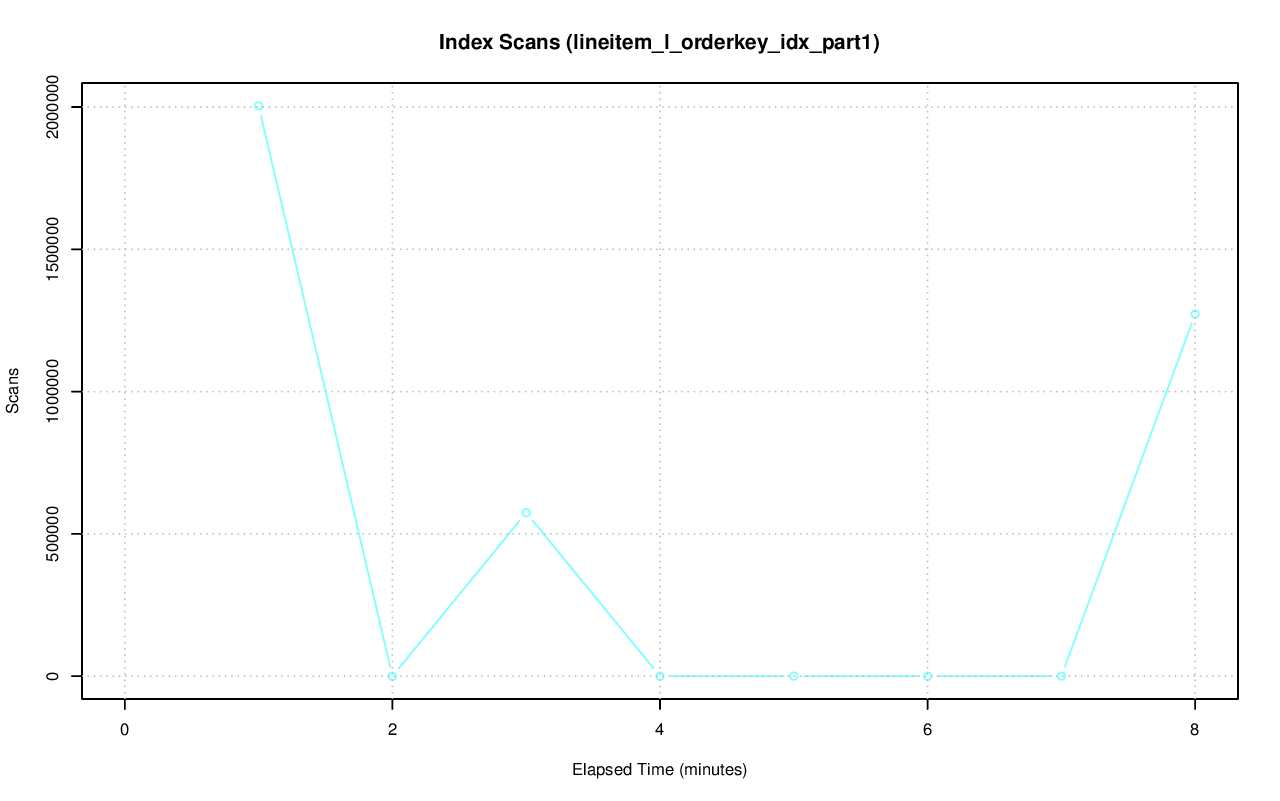 Index Scans (lineitem_l_orderkey_idx_part1)
2000000
1500000
1000000
500000
0
Scans
0 2 4 6 8
Elapsed Time (minutes)